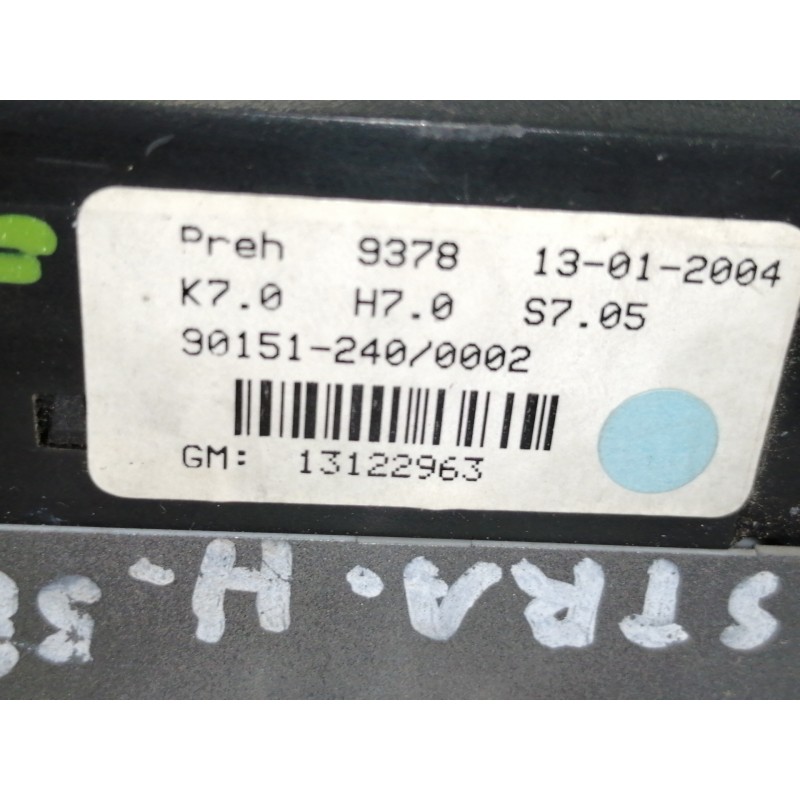 Preh 9378 13-01-2004
K7.0 H7.0 S7.05
90151-240/0002
GM: 13122963
STRA.H.